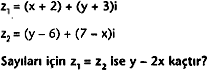 z₁ = (x + 2) + (y + 3)i
z₂ = (y – 6) + (7 – x)i
Sayıları için z₁ = z₂ ise y – 2x kaçtır?